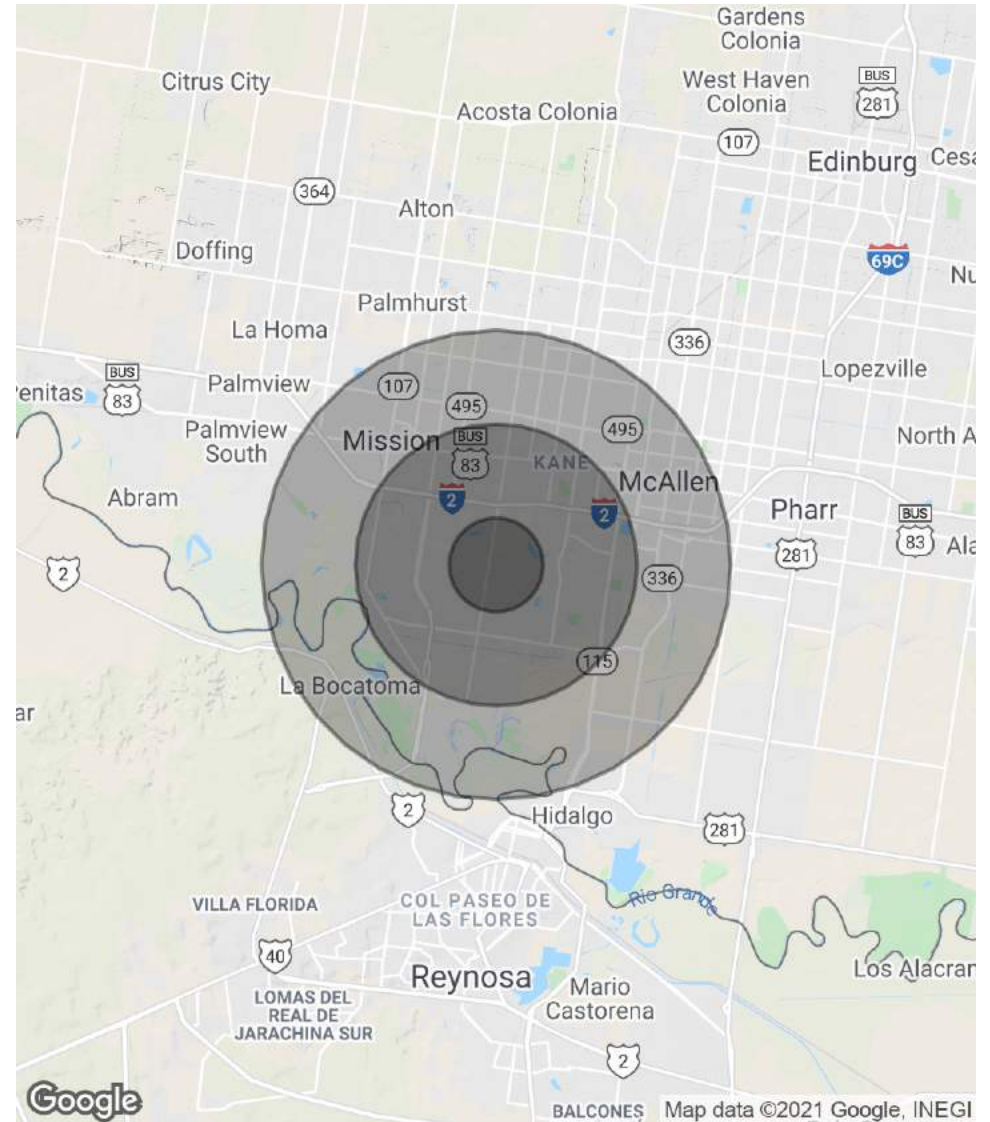 Gardens
Colonia
Citrus City
West Haven
Colonia
BUS
281
Acosta Colonia
107
Edinburg
Cesa
364
Alton
Doffing
69C
Nu
Palmhurst
La Homa
336
BUS
83
Penitas
Palmview
107
Lopezville
495
495
Palmview
South
Mission
BUS
83
KANE
North A
McAllen
Abram
2
2
Pharr
BUS
83
Ala
281
2
336
115
La Bocatoma
ar
2
Hidalgo
281
VILLA FLORIDA
COL PASEO DE
LAS FLORES
Rio Grande
40
Reynosa
Los Alacran
LOMAS DEL
REAL DE
JARACHINA SUR
Mario
Castorena
2
Google
BALCONES
Map data ©2021 Google, INEGI